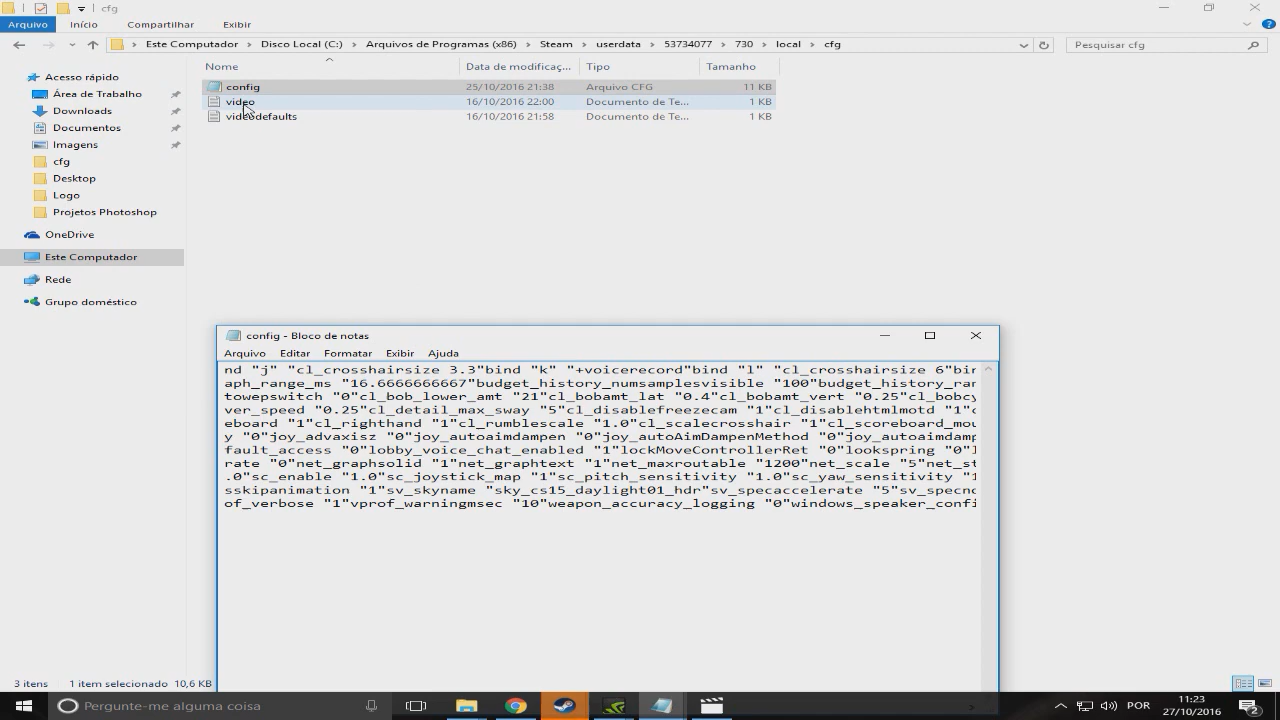 cfg
Arquivo Início Compartilhar Exibir
Este Computador Disco Local (C:) Arquivos de Programas (x86) Steam userdata 53734077 730 local cfg Pesquisar cfg
Nome Data de modificaç... Tipo Tamanho
Acesso rápido
Área de Trabalho
Downloads
Documentos
Imagens
cfg
Desktop
Logo
Projetos Photoshop
OneDrive
Este Computador
Rede
Grupo doméstico
config 25/10/2016 21:38 Arquivo CFG 11 KB
video 16/10/2016 22:00 Documento de Te... 1 KB
videodefaults 16/10/2016 21:58 Documento de Te... 1 KB
config - Bloco de notas
Arquivo Editar Formatar Exibir Ajuda
nd "j" "cl_crosshairsize 3.3"bind "k" "+voicerecord"bind "l" "cl_crosshairsize 6"bin
aph_range_ms "16.6666666667"budget_history_numsamplesvisible "100"budget_history_ran
towepswitch "0"cl_bob_lower_amt "21"cl_bobamt_lat "0.4"cl_bobamt_vert "0.25"cl_bobcy
ver_speed "0.25"cl_detail_max_sway "5"cl_disablefreezecam "1"cl_disablehtmlmotd "1"c
eboard "1"cl_righthand "1"cl_rumblescale "1.0"cl_scalecrosshair "1"cl_scoreboard_mou
y "0"joy_advaxisz "0"joy_autoaimdampen "0"joy_autoAimDampenMethod "0"joy_autoaimdamp
fault_access "0"lobby_voice_chat_enabled "1"lockMoveControllerRet "0"lookspring "0"l
rate "0"net_graphsolid "1"net_graphtext "1"net_maxroutable "1200"net_scale "5"net_st
.0"sc_enable "1.0"sc_joystick_map "1"sc_pitch_sensitivity "1.0"sc_yaw_sensitivity "1
sskipanimation "1"sv_skyname "sky_cs15_daylight01_hdr"sv_specaccelerate "5"sv_specno
of_verbose "1"vprof_warningmsec "10"weapon_accuracy_logging "0"windows_speaker_confi
3 itens 1 item selecionado 10,6 KB
Pergunte-me alguma coisa
POR
11:23
27/10/2016
2